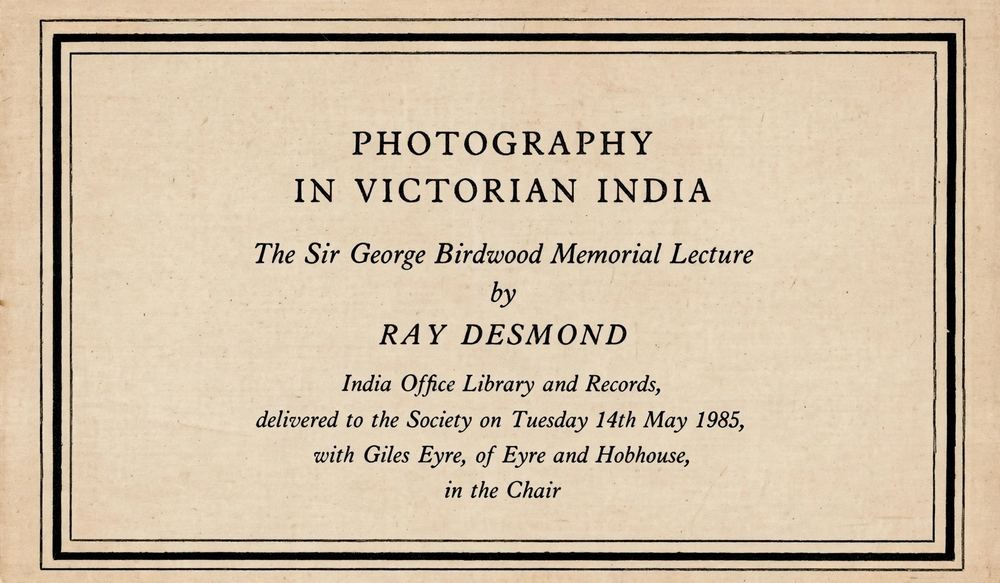 PHOTOGRAPHY
IN VICTORIAN INDIA
The Sir George Birdwood Memorial Lecture
by
RAY DESMOND
India Office Library and Records,
delivered to the Society on Tuesday 14th May 1985,
with Giles Eyre, of Eyre and Hobhouse,
in the Chair